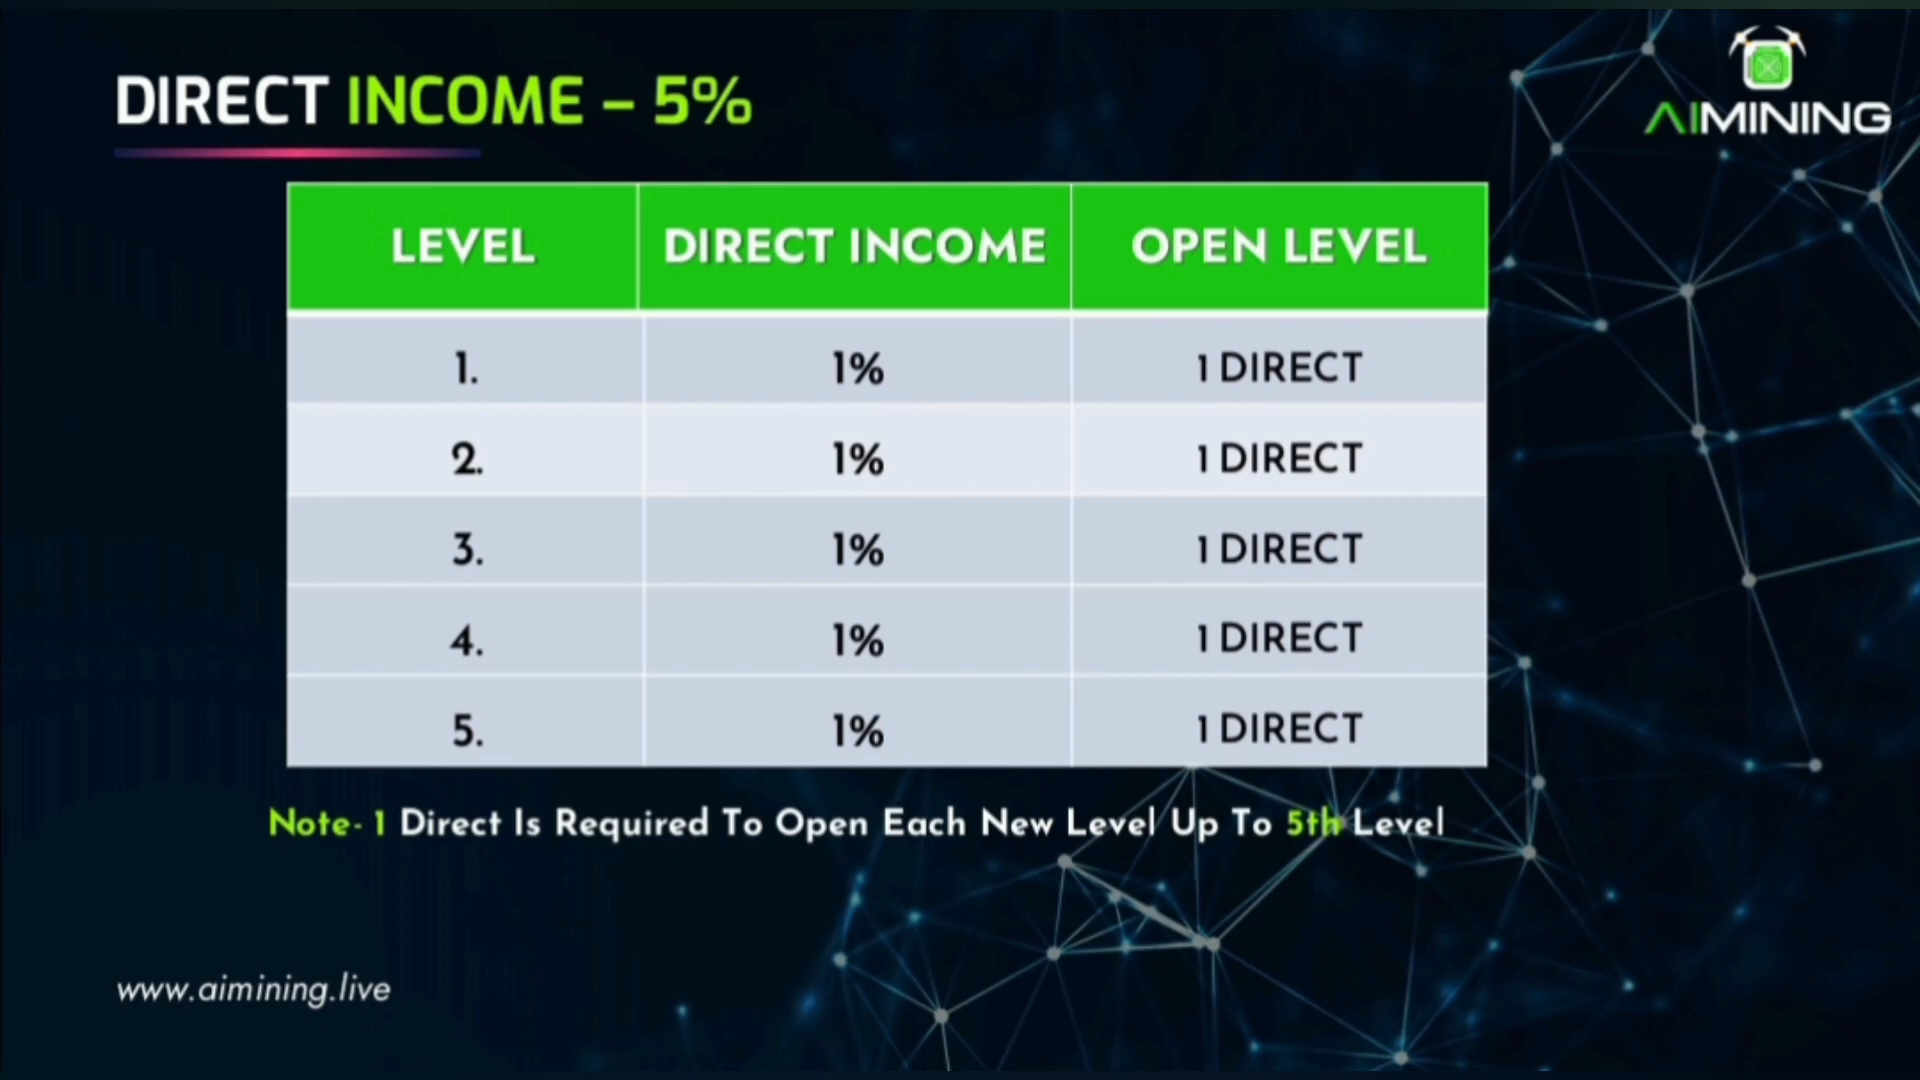 DIRECT INCOME – 5%
AIMINING
LEVEL DIRECT INCOME OPEN LEVEL
1. 1% 1 DIRECT
2. 1% 1 DIRECT
3. 1% 1 DIRECT
4. 1% 1 DIRECT
5. 1% 1 DIRECT
Note- 1 Direct Is Required To Open Each New Level Up To 5th Level
www.aimining.live